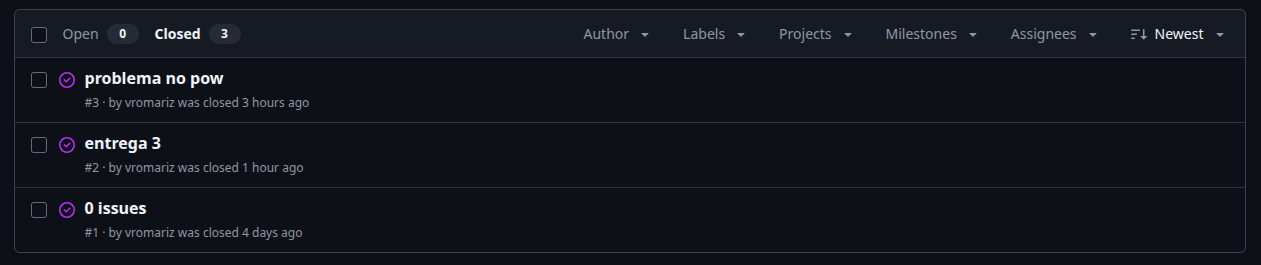 Open 0 Closed 3 Author Labels Projects Milestones Assignees Newest
problema no pow
#3 · by vromariz was closed 3 hours ago
entrega 3
#2 · by vromariz was closed 1 hour ago
0 issues
#1 · by vromariz was closed 4 days ago